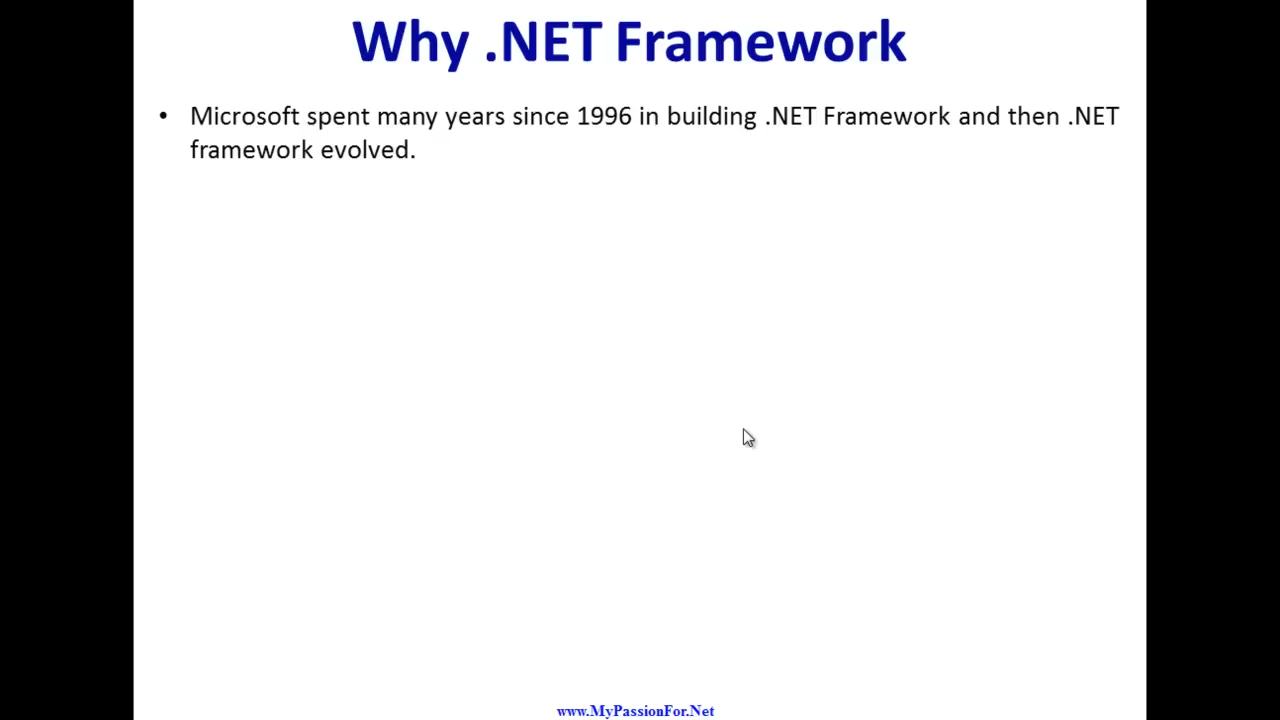 Why .NET Framework
• Microsoft spent many years since 1996 in building .NET Framework and then .NET
framework evolved.
www.MyPassionFor.Net